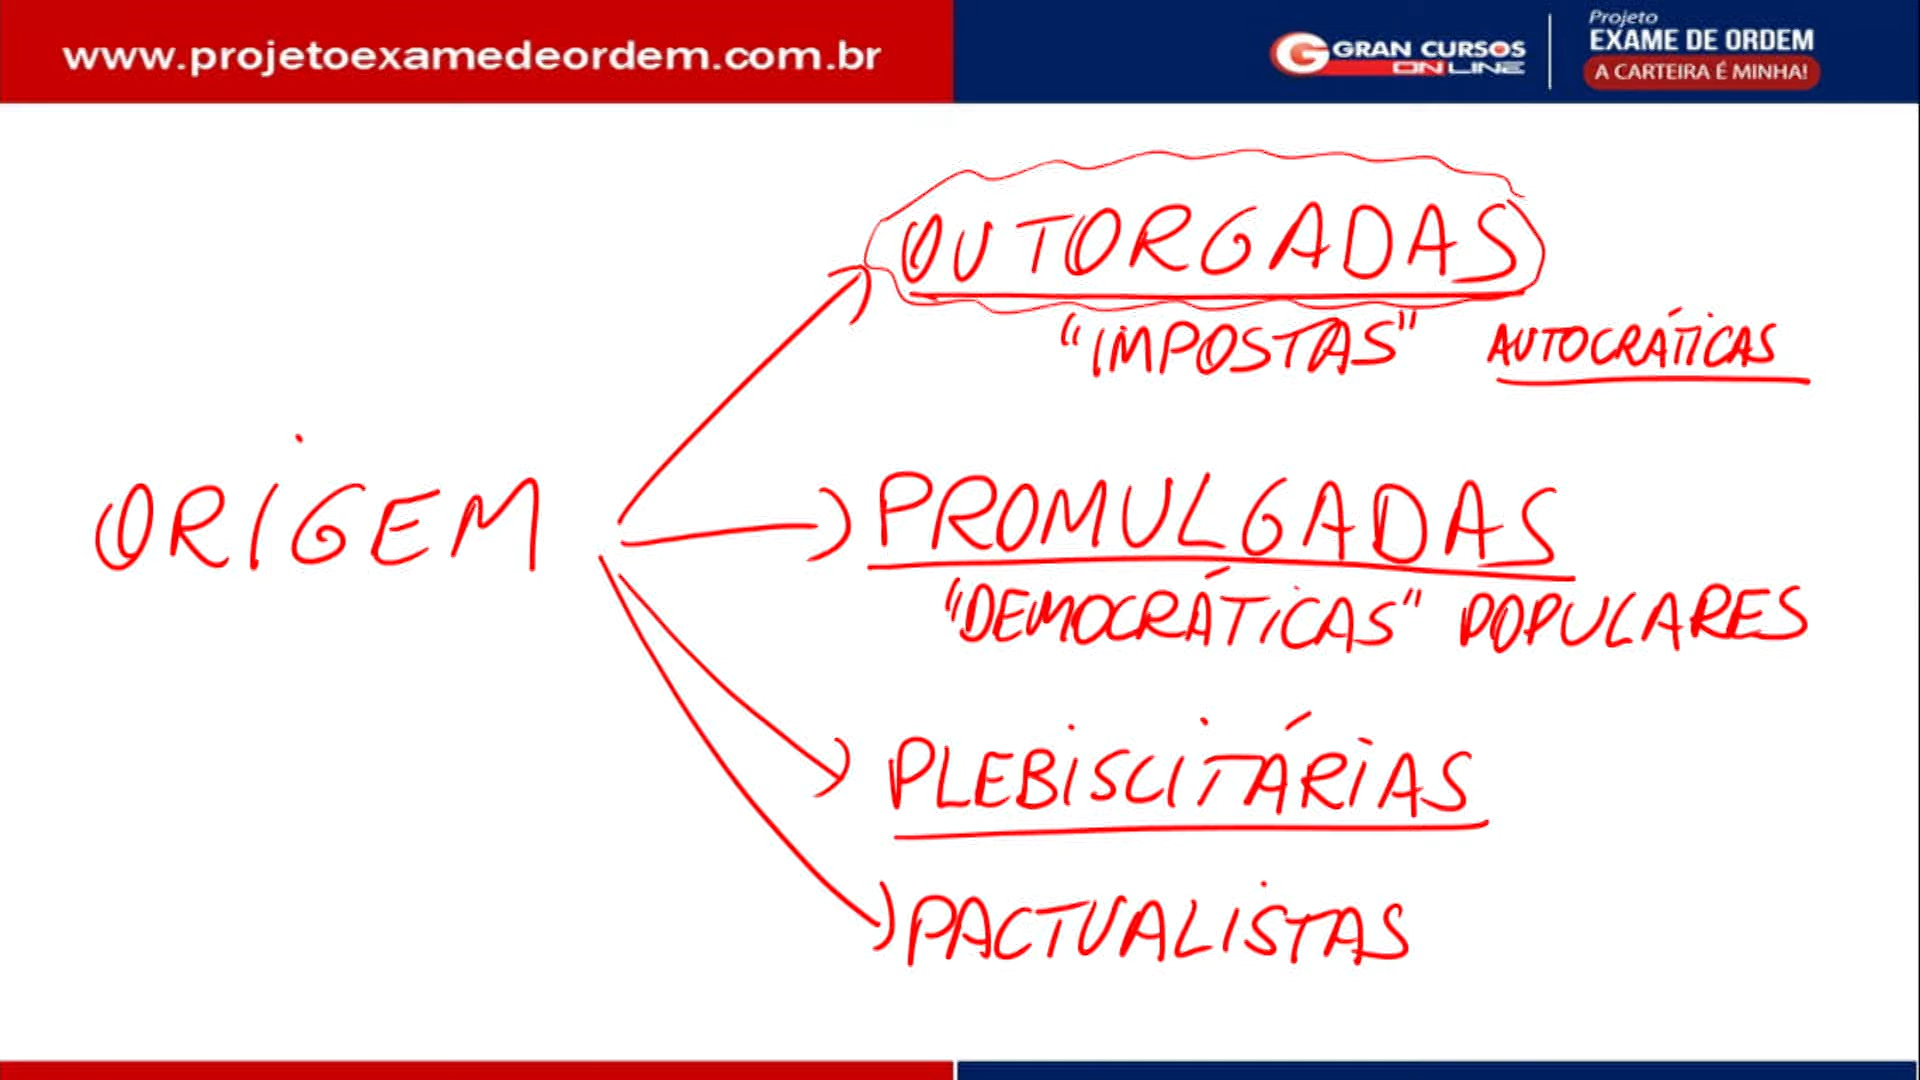 www.projetoexamedeordem.com.br
GRAN CURSOS
ONLINE
Projeto
EXAME DE ORDEM
A CARTEIRA É MINHA!
OUTORGADAS
"IMPOSTAS" AUTOCRÁTICAS
ORIGEM
PROMULGADAS
"DEMOCRÁTICAS" POPULARES
PLEBISCITÁRIAS
PACTUALISTAS